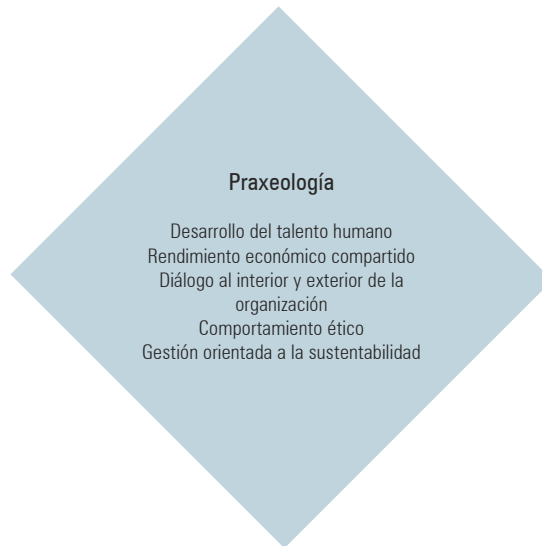 Praxeología
Desarrollo del talento humano
Rendimiento económico compartido
Diálogo al interior y exterior de la
organización
Comportamiento ético
Gestión orientada a la sustentabilidad